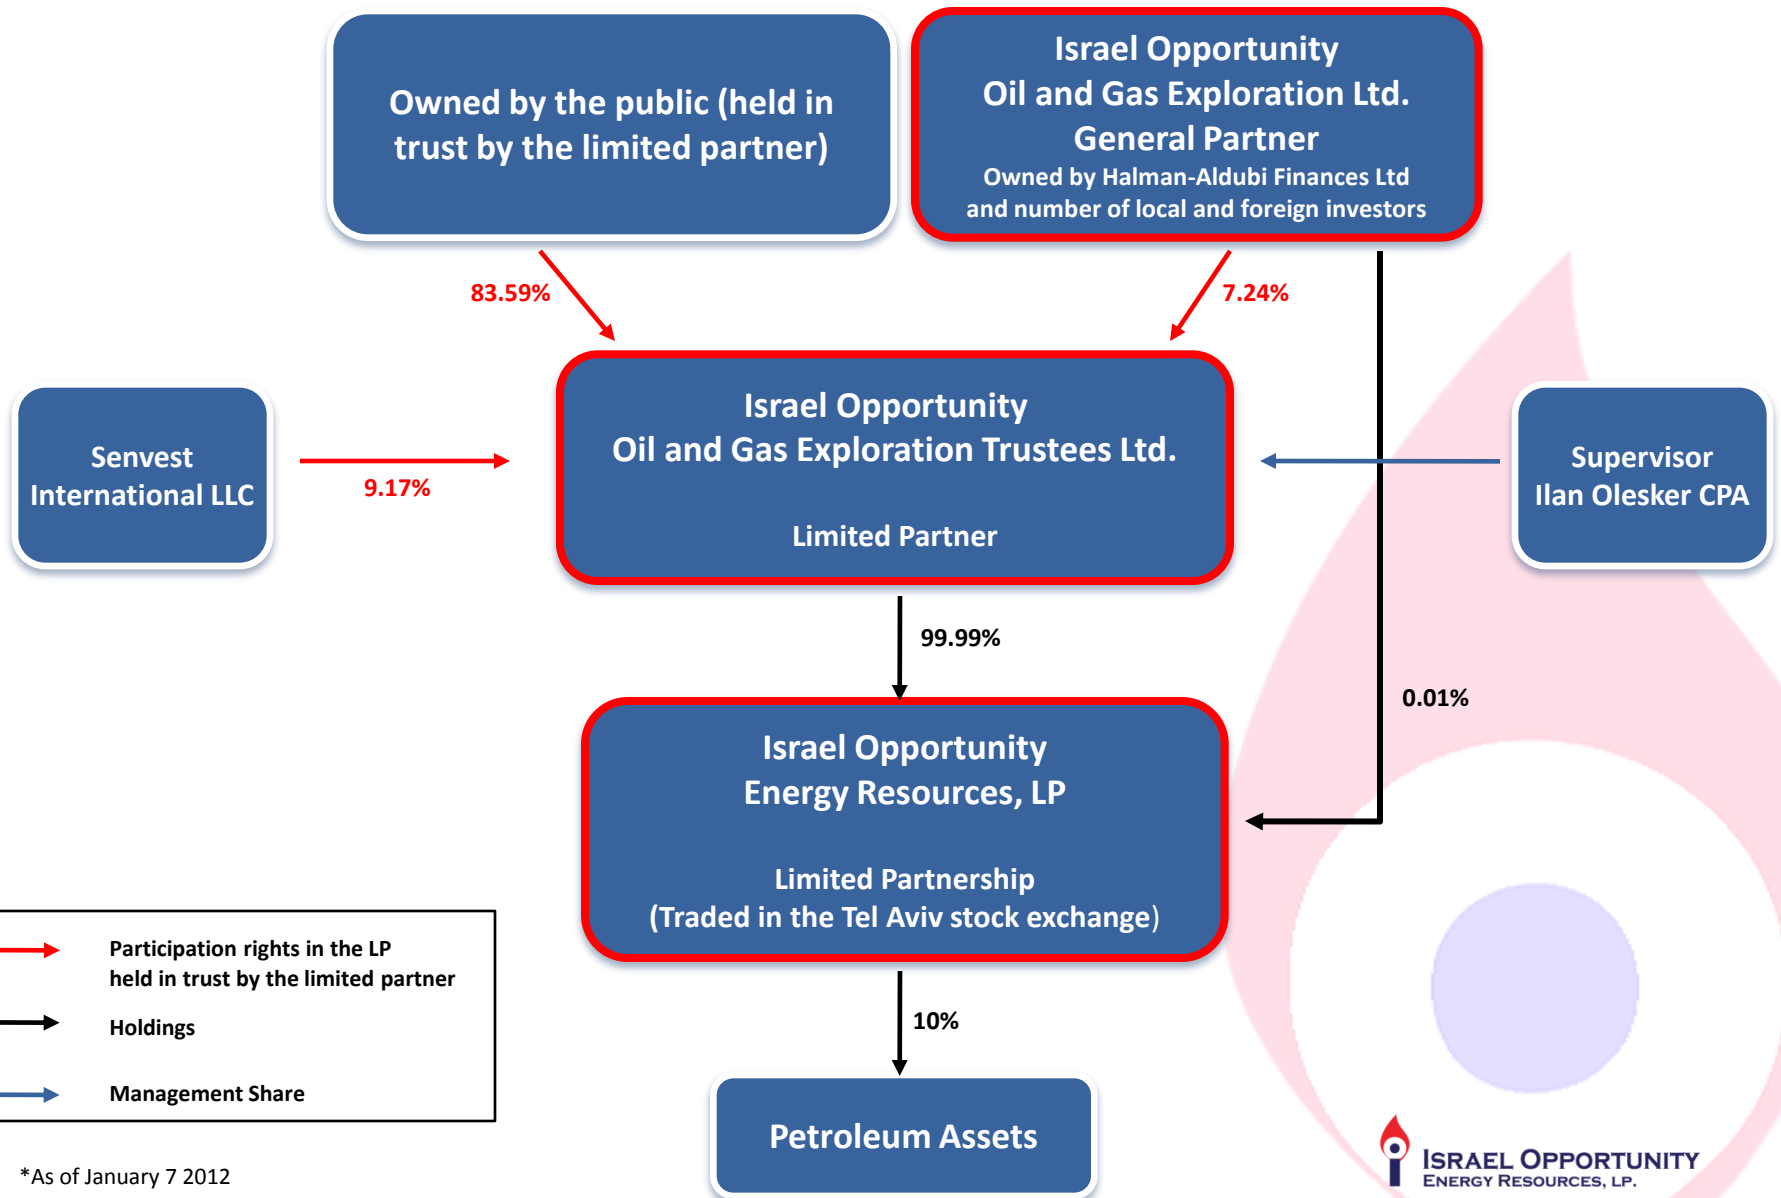 Owned by the public (held in
trust by the limited partner)
Israel Opportunity
Oil and Gas Exploration Ltd.
General Partner
Owned by Halman-Aldubi Finances Ltd
and number of local and foreign investors
83.59%
7.24%
Senvest
International LLC
9.17%
Israel Opportunity
Oil and Gas Exploration Trustees Ltd.
Limited Partner
Supervisor
Ilan Olesker CPA
99.99%
0.01%
Israel Opportunity
Energy Resources, LP
Limited Partnership
(Traded in the Tel Aviv stock exchange)
Participation rights in the LP
held in trust by the limited partner
Holdings
Management Share
10%
Petroleum Assets
*As of January 7 2012
ISRAEL OPPORTUNITY
ENERGY RESOURCES, LP.